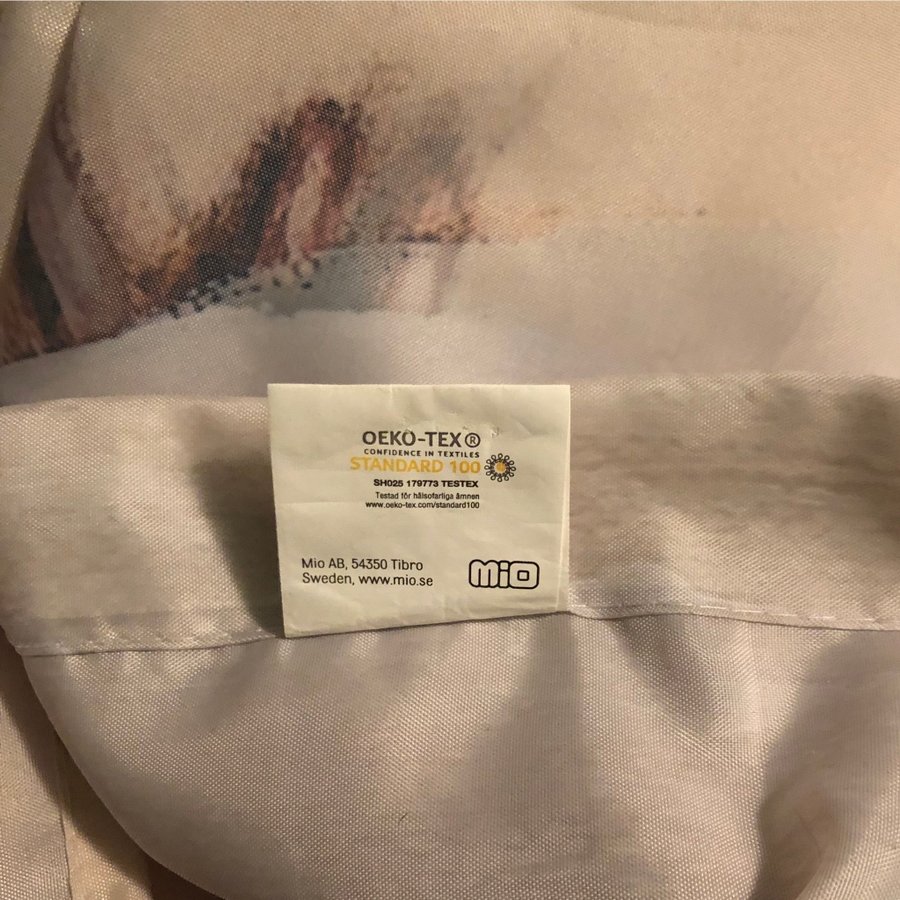 OEKO-TEX®
CONFIDENCE IN TEXTILES
STANDARD 100
SH025 179773 TESTEX
Testad för hälsofarliga ämnen
www.oeko-tex.com/standard100
Mio AB, 54350 Tibro
Sweden, www.mio.se
MiO